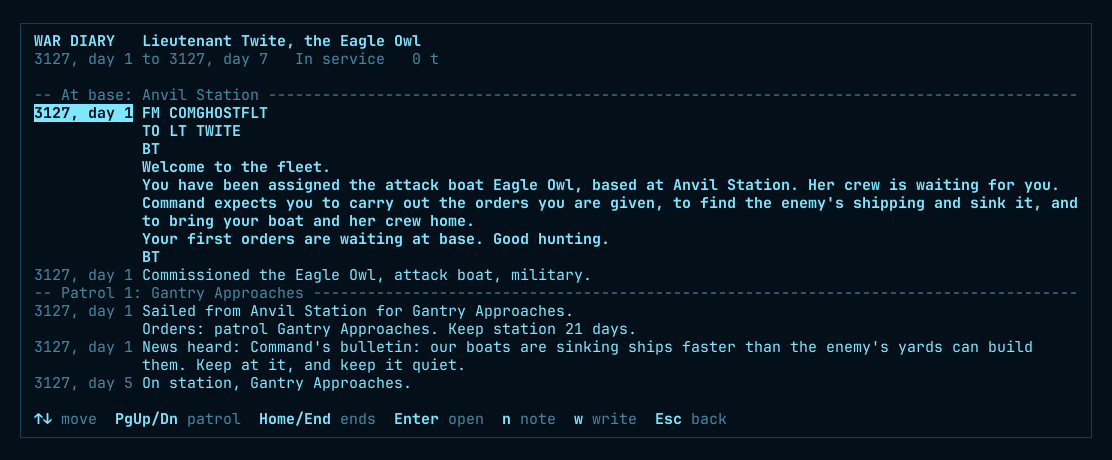 WAR DIARY   Lieutenant Twite, the Eagle Owl
3127, day 1 to 3127, day 7   In service   0 t
-- At base: Anvil Station ------------------------------------------------------------------------------------------
3127, day 1 FM COMGHOSTFLT
TO LT TWITE
BT
Welcome to the fleet.
You have been assigned the attack boat Eagle Owl, based at Anvil Station. Her crew is waiting for you.
Command expects you to carry out the orders you are given, to find the enemy's shipping and sink it, and
to bring your boat and her crew home.
Your first orders are waiting at base. Good hunting.
BT
3127, day 1 Commissioned the Eagle Owl, attack boat, military.
-- Patrol 1: Gantry Approaches -------------------------------------------------------------------------------------
3127, day 1 Sailed from Anvil Station for Gantry Approaches.
Orders: patrol Gantry Approaches. Keep station 21 days.
3127, day 1 News heard: Command's bulletin: our boats are sinking ships faster than the enemy's yards can build
them. Keep at it, and keep it quiet.
3127, day 5 On station, Gantry Approaches.
↑↓ move  PgUp/Dn patrol  Home/End ends  Enter open  n note  w write  Esc back